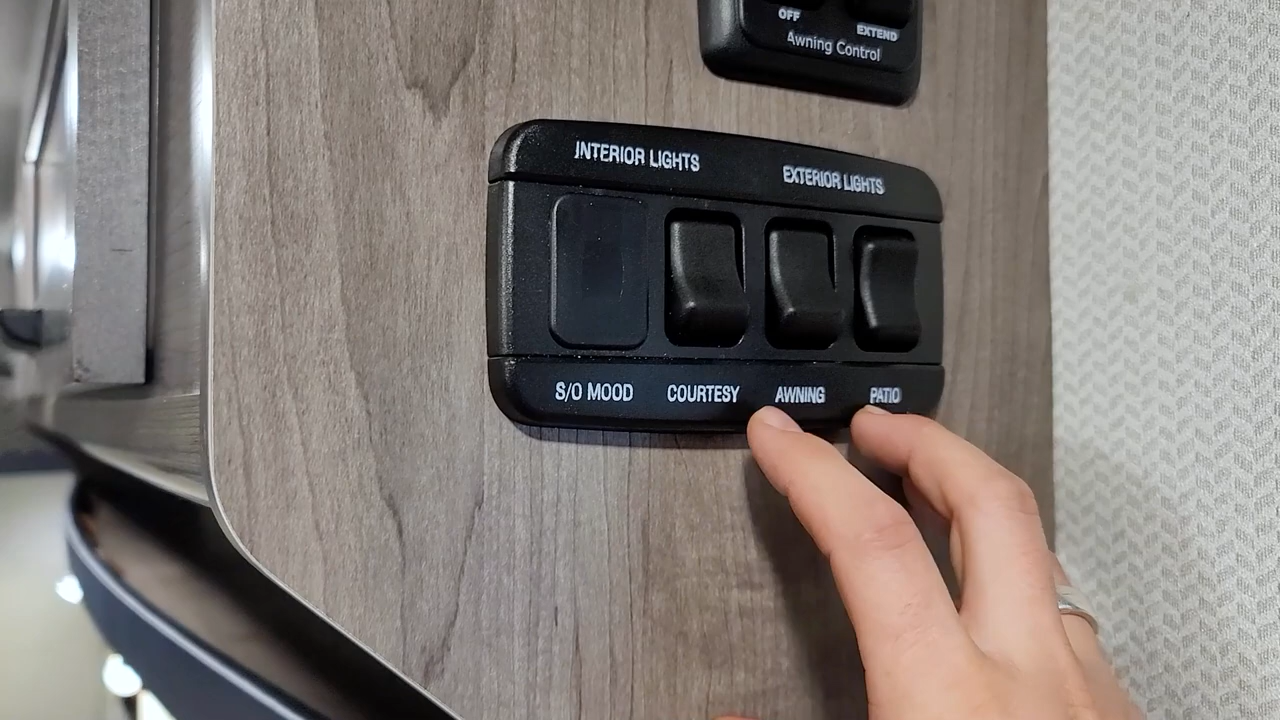 OFF
EXTEND
Awning Control
INTERIOR LIGHTS
EXTERIOR LIGHTS
S/O MOOD
COURTESY
AWNING
PATIO